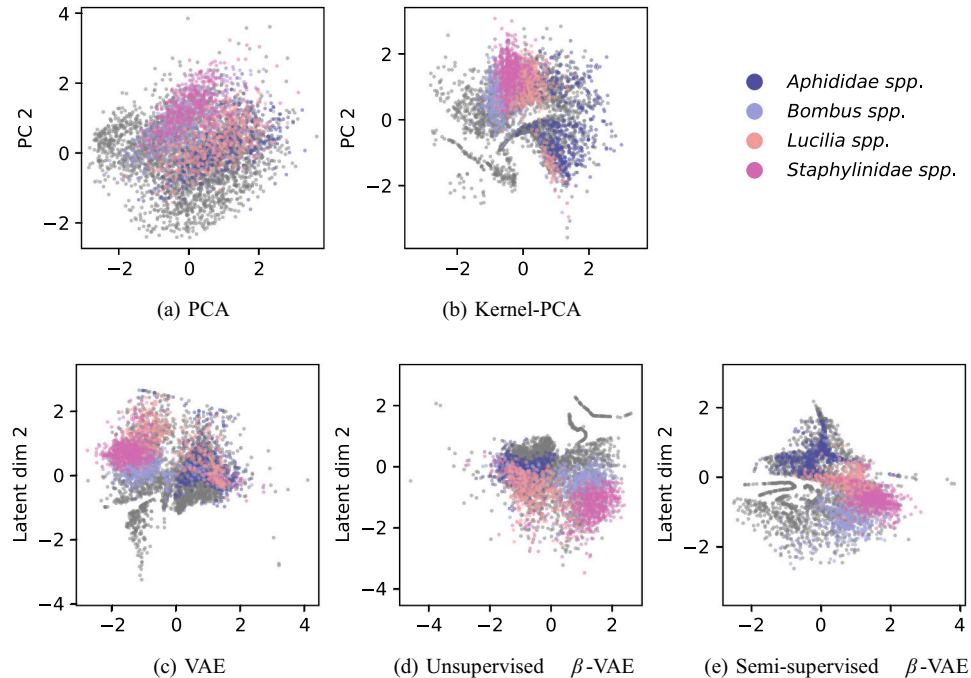 4
2
0
−2
−2
0
2
PC 2
(a) PCA
2
0
−2
−2
0
2
PC 2
(b) Kernel-PCA
Aphididae spp.
Bombus spp.
Lucilia spp.
Staphylinidae spp.
2
0
−2
−4
−2
0
2
4
Latent dim 2
(c) VAE
2
0
−2
−4
−4
−2
0
2
Latent dim 2
(d) Unsupervised β-VAE
2
0
−2
−2
0
2
4
Latent dim 2
(e) Semi-supervised β-VAE